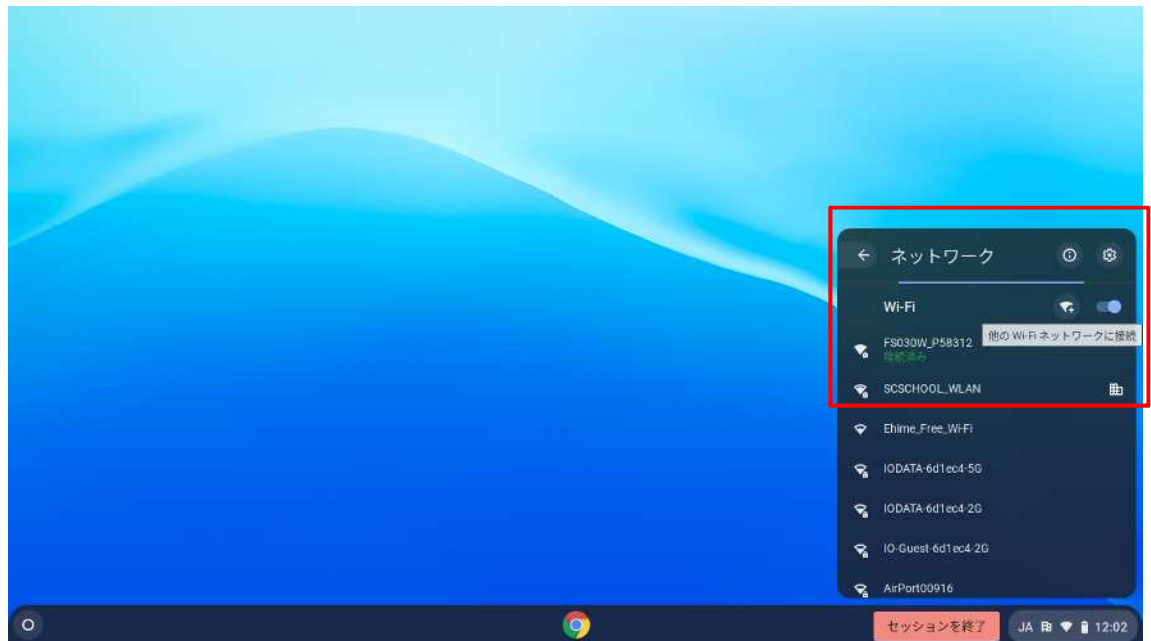 ネットワーク
Wi-Fi
他の Wi-Fi ネットワークに接続
FS030W_P58312
接続済み
SCSCHOOL_WLAN
Ehime_Free_Wi-Fi
IODATA-6d1ec4-5G
IODATA-6d1ec4-2G
IO-Guest-6d1ec4-2G
AirPort00916
セッションを終了 JA 12:02